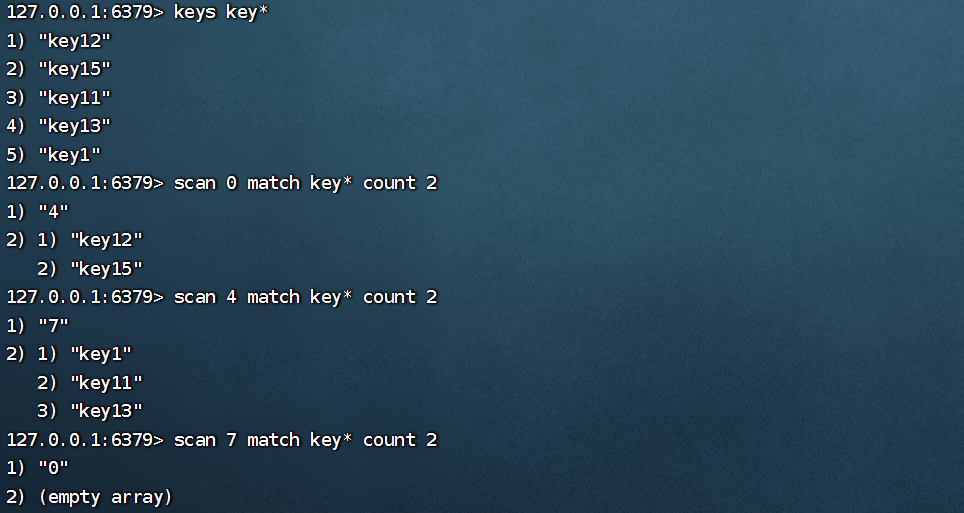 127.0.0.1:6379> keys key*
1) "key12"
2) "key15"
3) "key11"
4) "key13"
5) "key1"
127.0.0.1:6379> scan 0 match key* count 2
1) "4"
2) 1) "key12"
   2) "key15"
127.0.0.1:6379> scan 4 match key* count 2
1) "7"
2) 1) "key1"
   2) "key11"
   3) "key13"
127.0.0.1:6379> scan 7 match key* count 2
1) "0"
2) (empty array)